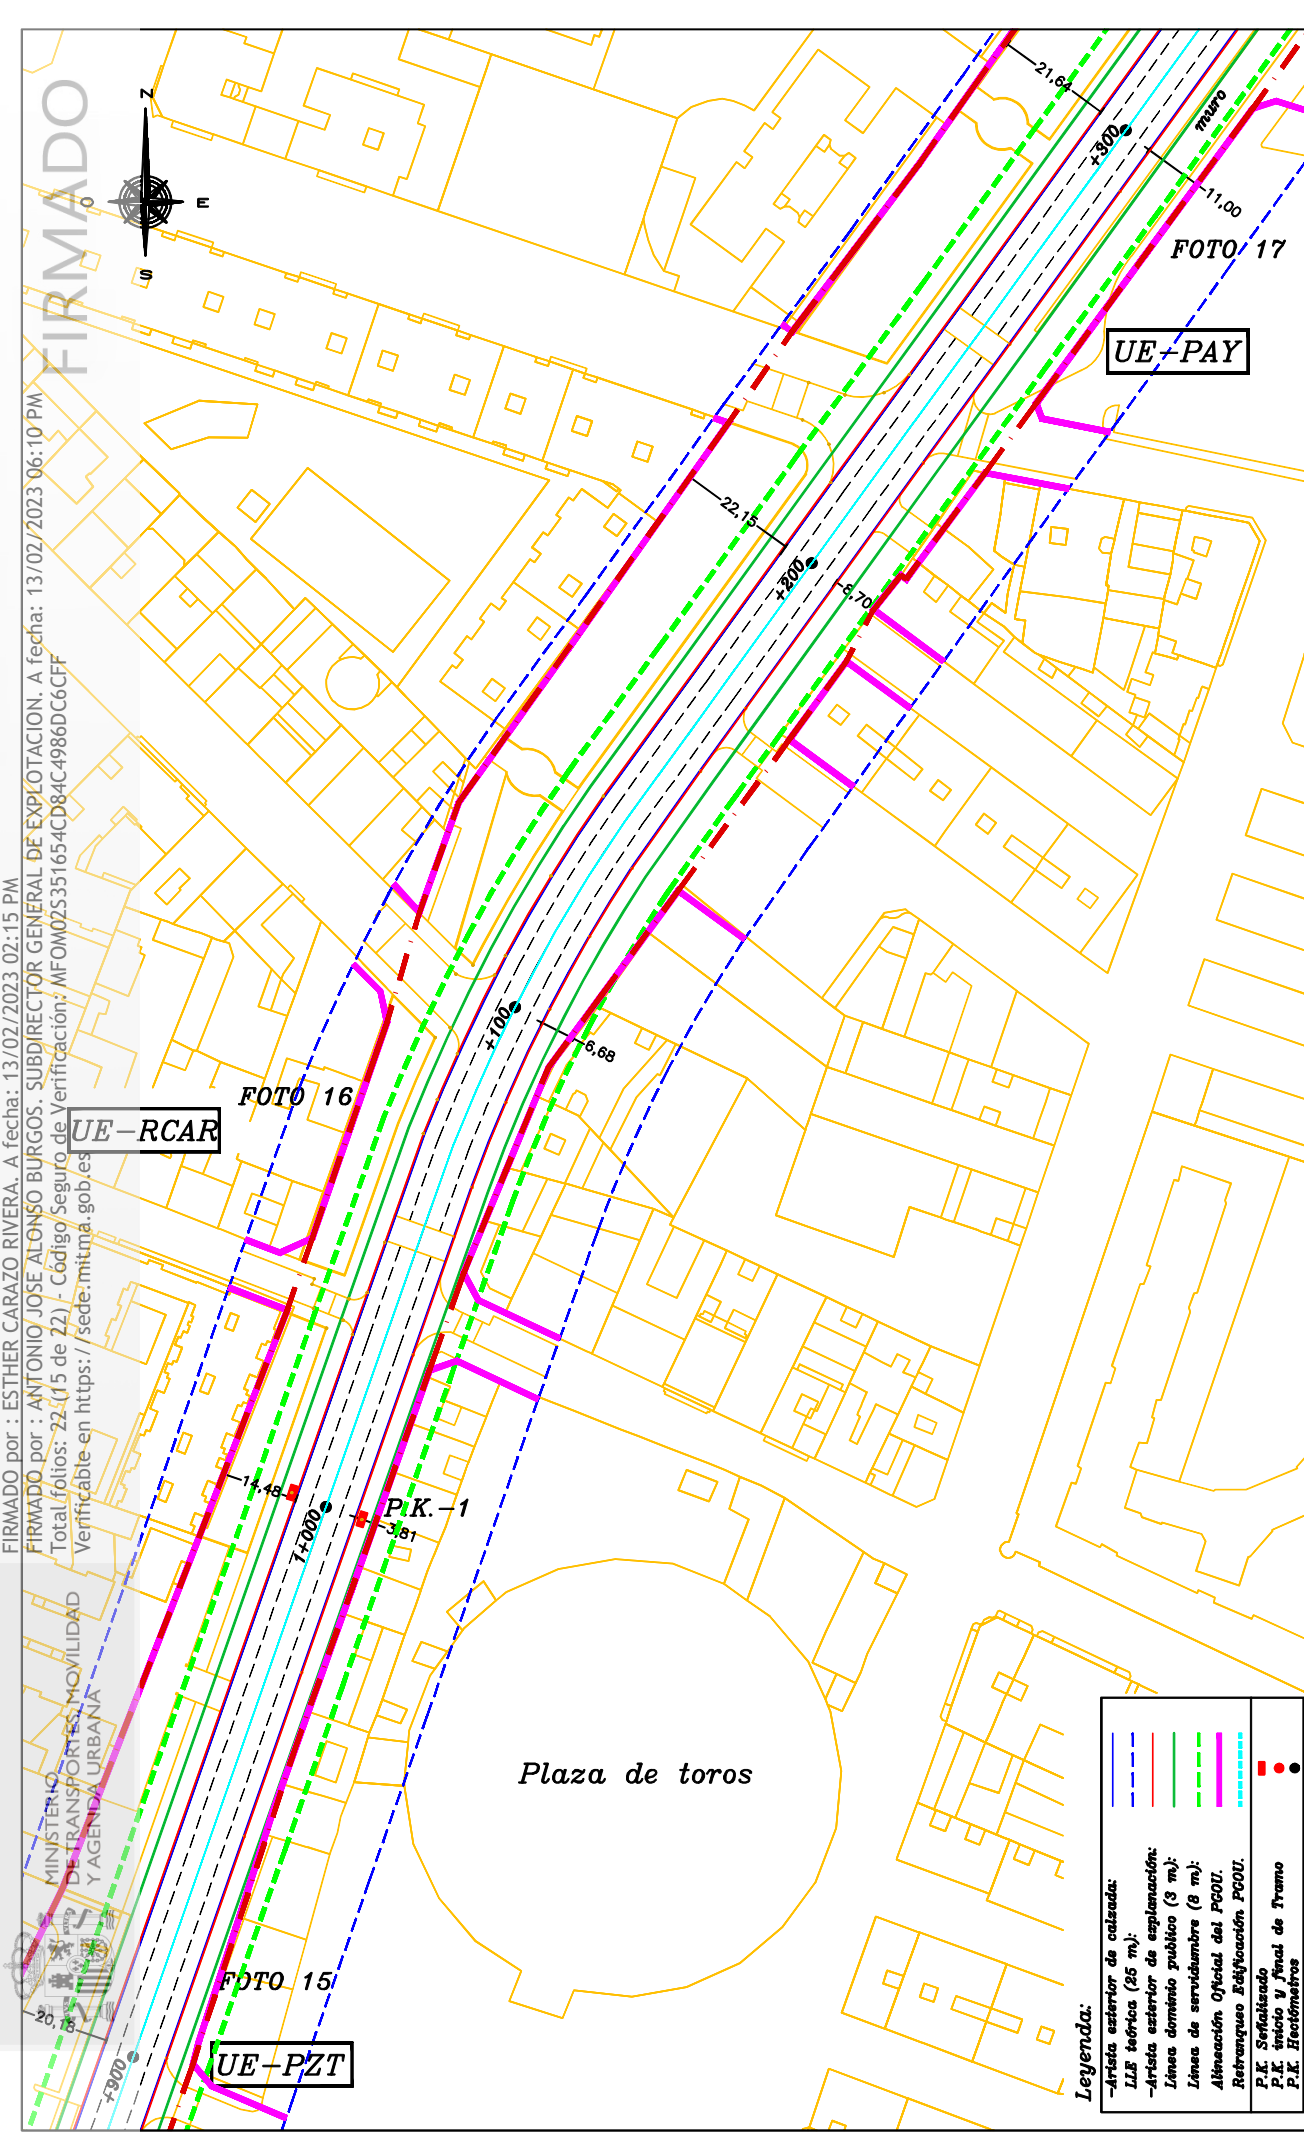 FIRMADO
FIRMADO por : ESTHER CARAZO RIVERA. A fecha: 13/02/2023 02:15 PM
FIRMADO por : ANTONIO JOSE ALONSO BURGOS. SUBDIRECTOR GENERAL DE EXPLOTACION. A fecha: 13/02/2023 06:10 PM
Total folios: 22 (15 de 22) - Código Seguro de Verificación: MFOM02S351654CD84C4986DC6CFF
Verificable en https://sede.mitma.gob.es
MINISTERIO
DE TRANSPORTES, MOVILIDAD
Y AGENDA URBANA
N
O
E
S
21,64
+300
muro
11,00
FOTO 17
UE-PAY
22,15
+200
8,70
+100
6,68
FOTO 16
UE-RCAR
14,48
1+000
P.K.-1
3,81
Plaza de toros
FOTO 15
20,18
+900
UE-PZT
Leyenda:
-Arista exterior de calzada:
LLE teórica (25 m):
-Arista exterior de explanación:
Línea dominio publico (3 m):
Línea de servidumbre (8 m):
Alineación Oficial del PGOU.
Retranqueo Edificación PGOU.
P.K. Señalizado
P.K. inicio y final de Tramo
P.K. Hectómetros